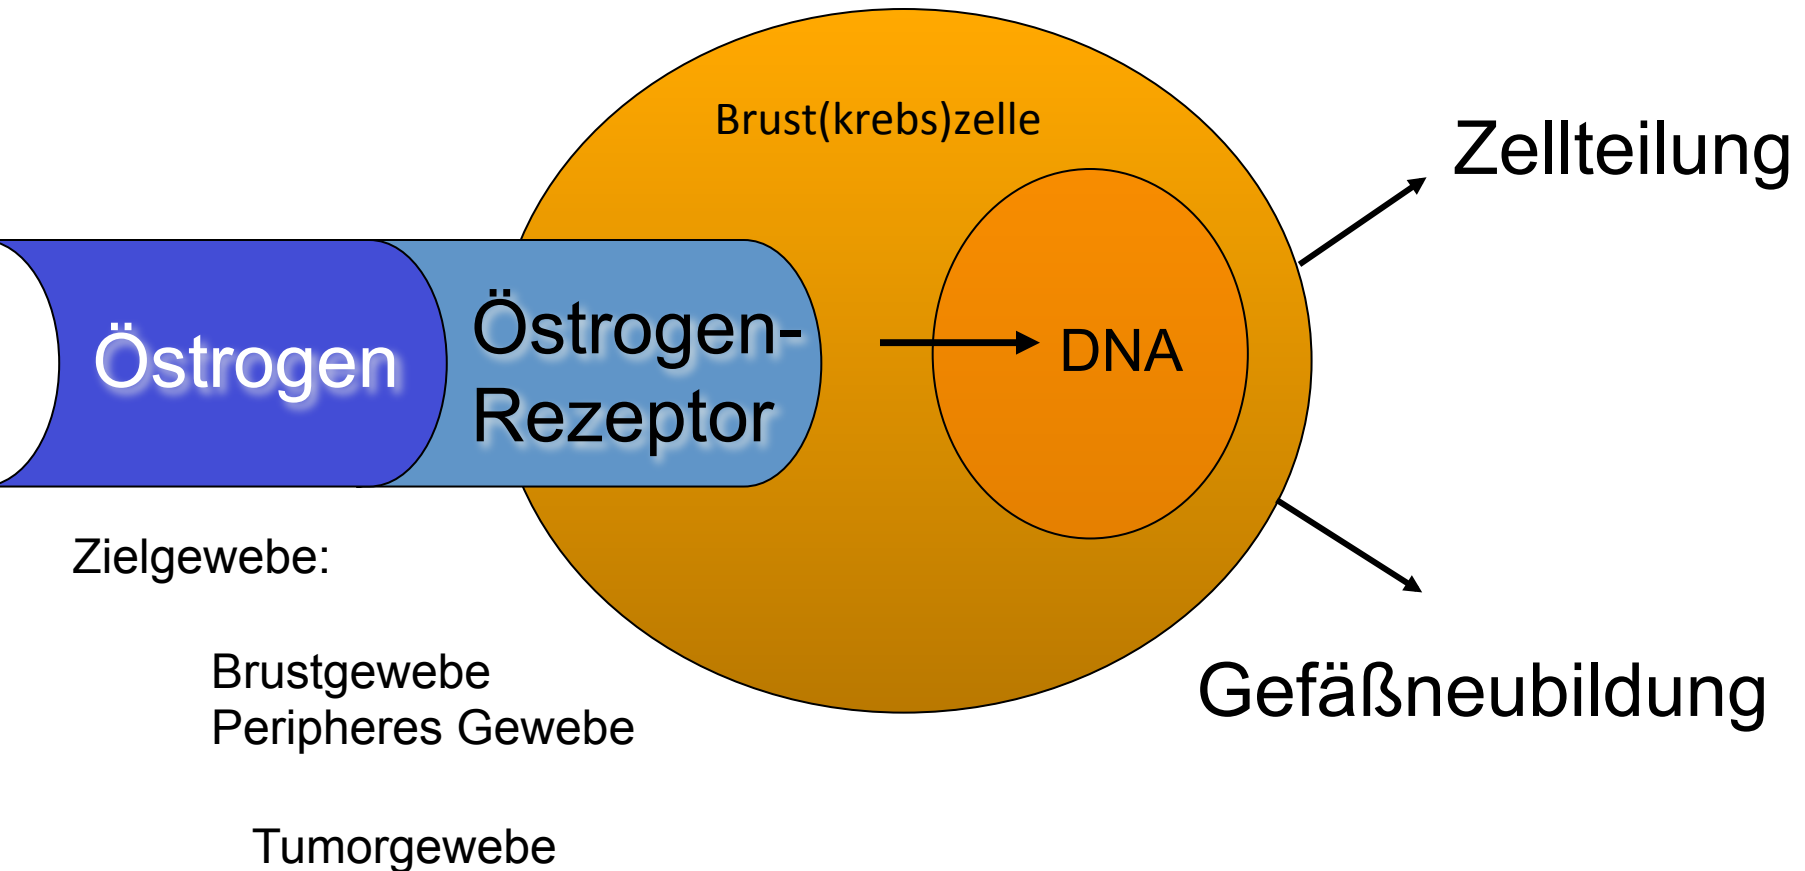 Brust(krebs)zelle
Zellteilung
Östrogen
Östrogen-
Rezeptor
DNA
Zielgewebe:
Brustgewebe
Peripheres Gewebe
Gefäßneubildung
Tumorgewebe